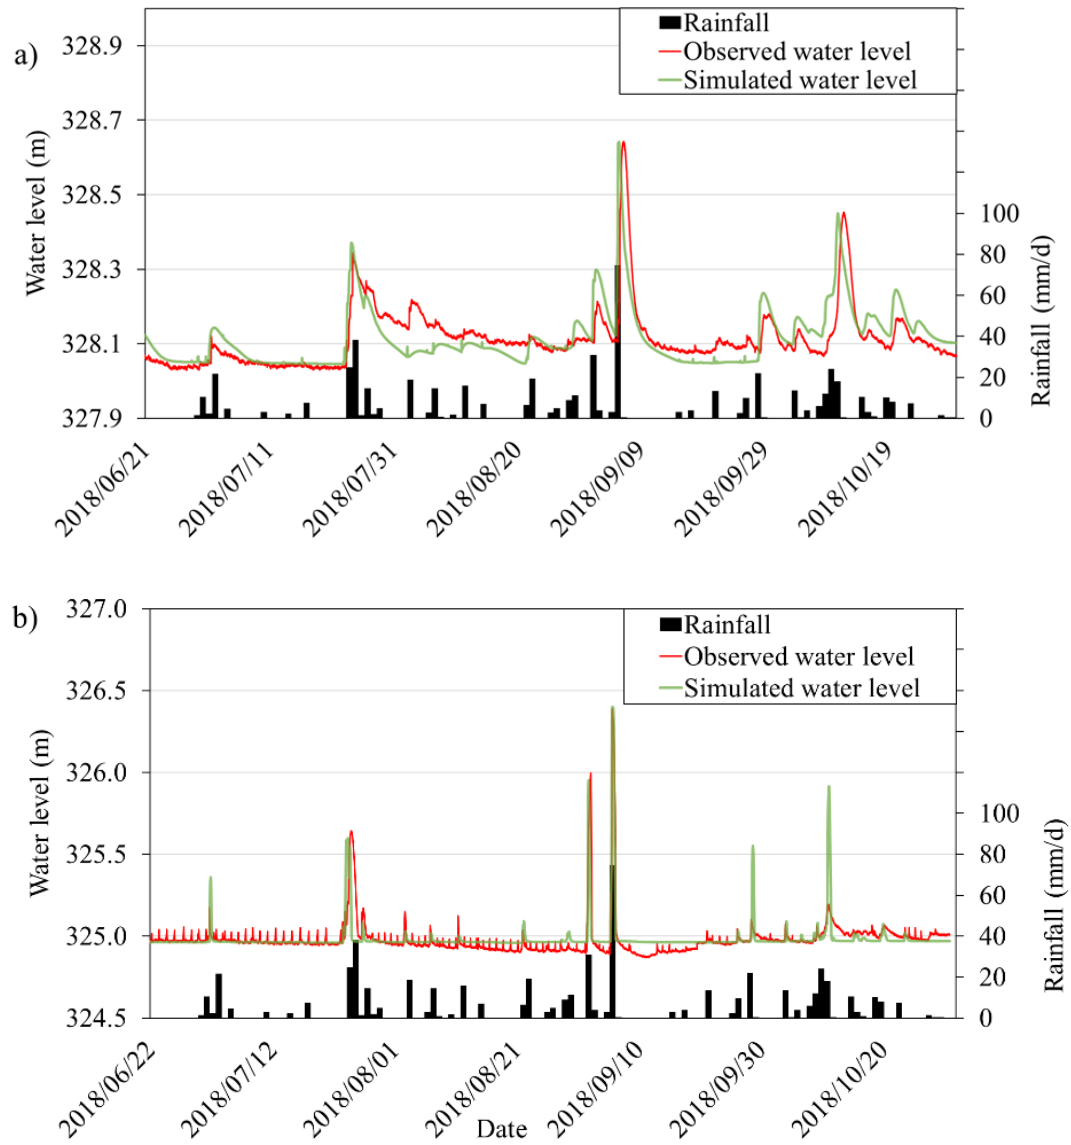 a)
Rainfall
Observed water level
Simulated water level
Water level (m)
328.9
328.7
328.5
328.3
328.1
327.9
100
80
60
40
20
0
Rainfall (mm/d)
2018/06/21
2018/07/11
2018/07/31
2018/08/20
2018/09/09
2018/09/29
2018/10/19
b)
Rainfall
Observed water level
Simulated water level
Water level (m)
327.0
326.5
326.0
325.5
325.0
324.5
100
80
60
40
20
0
Rainfall (mm/d)
2018/06/22
2018/07/12
2018/08/01
2018/08/21
2018/09/10
2018/09/30
2018/10/20
Date